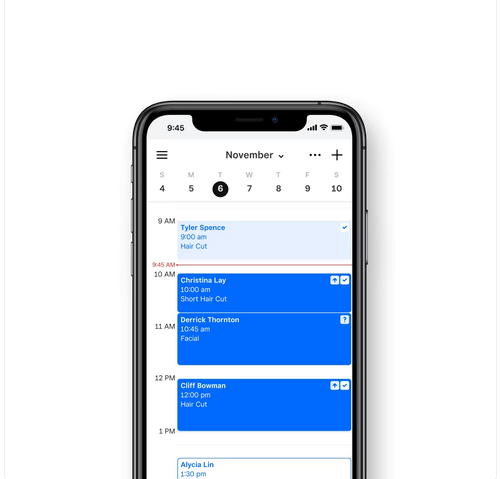 9:45
November
S M T W T F S
4 5 6 7 8 9 10
9 AM
Tyler Spence
9:00 am
Hair Cut
9:45 AM
10 AM
Christina Lay
10:00 am
Short Hair Cut
Derrick Thornton
?
11 AM
10:45 am
Facial
12 PM
Cliff Bowman
12:00 pm
Hair Cut
1 PM
Alycia Lin
1:30 pm